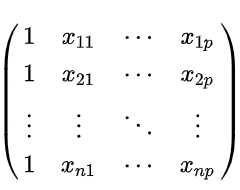 1 x₁₁ ⋯ x₁ₚ
1 x₂₁ ⋯ x₂ₚ
⋮ ⋮ ⋱ ⋮
1 xₙ₁ ⋯ xₙₚ